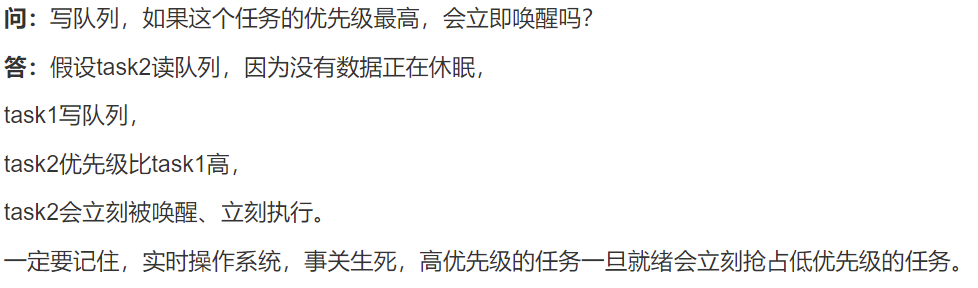 问：写队列，如果这个任务的优先级最高，会立即唤醒吗？
答：假设task2读队列，因为没有数据正在休眠，
task1写队列，
task2优先级比task1高，
task2会立刻被唤醒、立刻执行。
一定要记住，实时操作系统，事关生死，高优先级的任务一旦就绪会立刻抢占低优先级的任务。